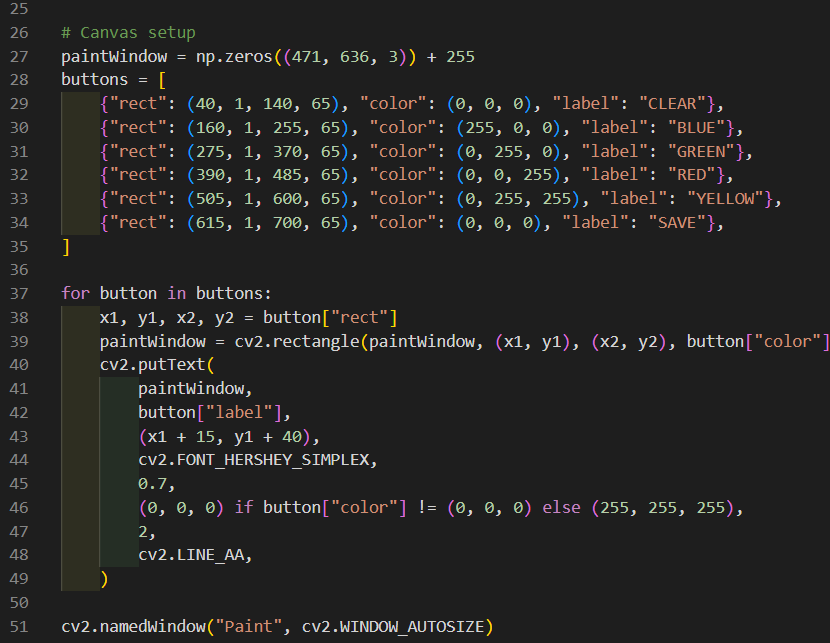 25
26 # Canvas setup
27 paintWindow = np.zeros((471, 636, 3)) + 255
28 buttons = [
29     {"rect": (40, 1, 140, 65), "color": (0, 0, 0), "label": "CLEAR"},
30     {"rect": (160, 1, 255, 65), "color": (255, 0, 0), "label": "BLUE"},
31     {"rect": (275, 1, 370, 65), "color": (0, 255, 0), "label": "GREEN"},
32     {"rect": (390, 1, 485, 65), "color": (0, 0, 255), "label": "RED"},
33     {"rect": (505, 1, 600, 65), "color": (0, 255, 255), "label": "YELLOW"},
34     {"rect": (615, 1, 700, 65), "color": (0, 0, 0), "label": "SAVE"},
35 ]
36
37 for button in buttons:
38     x1, y1, x2, y2 = button["rect"]
39     paintWindow = cv2.rectangle(paintWindow, (x1, y1), (x2, y2), button["color"]
40     cv2.putText(
41         paintWindow,
42         button["label"],
43         (x1 + 15, y1 + 40),
44         cv2.FONT_HERSHEY_SIMPLEX,
45         0.7,
46         (0, 0, 0) if button["color"] != (0, 0, 0) else (255, 255, 255),
47         2,
48         cv2.LINE_AA,
49     )
50
51 cv2.namedWindow("Paint", cv2.WINDOW_AUTOSIZE)